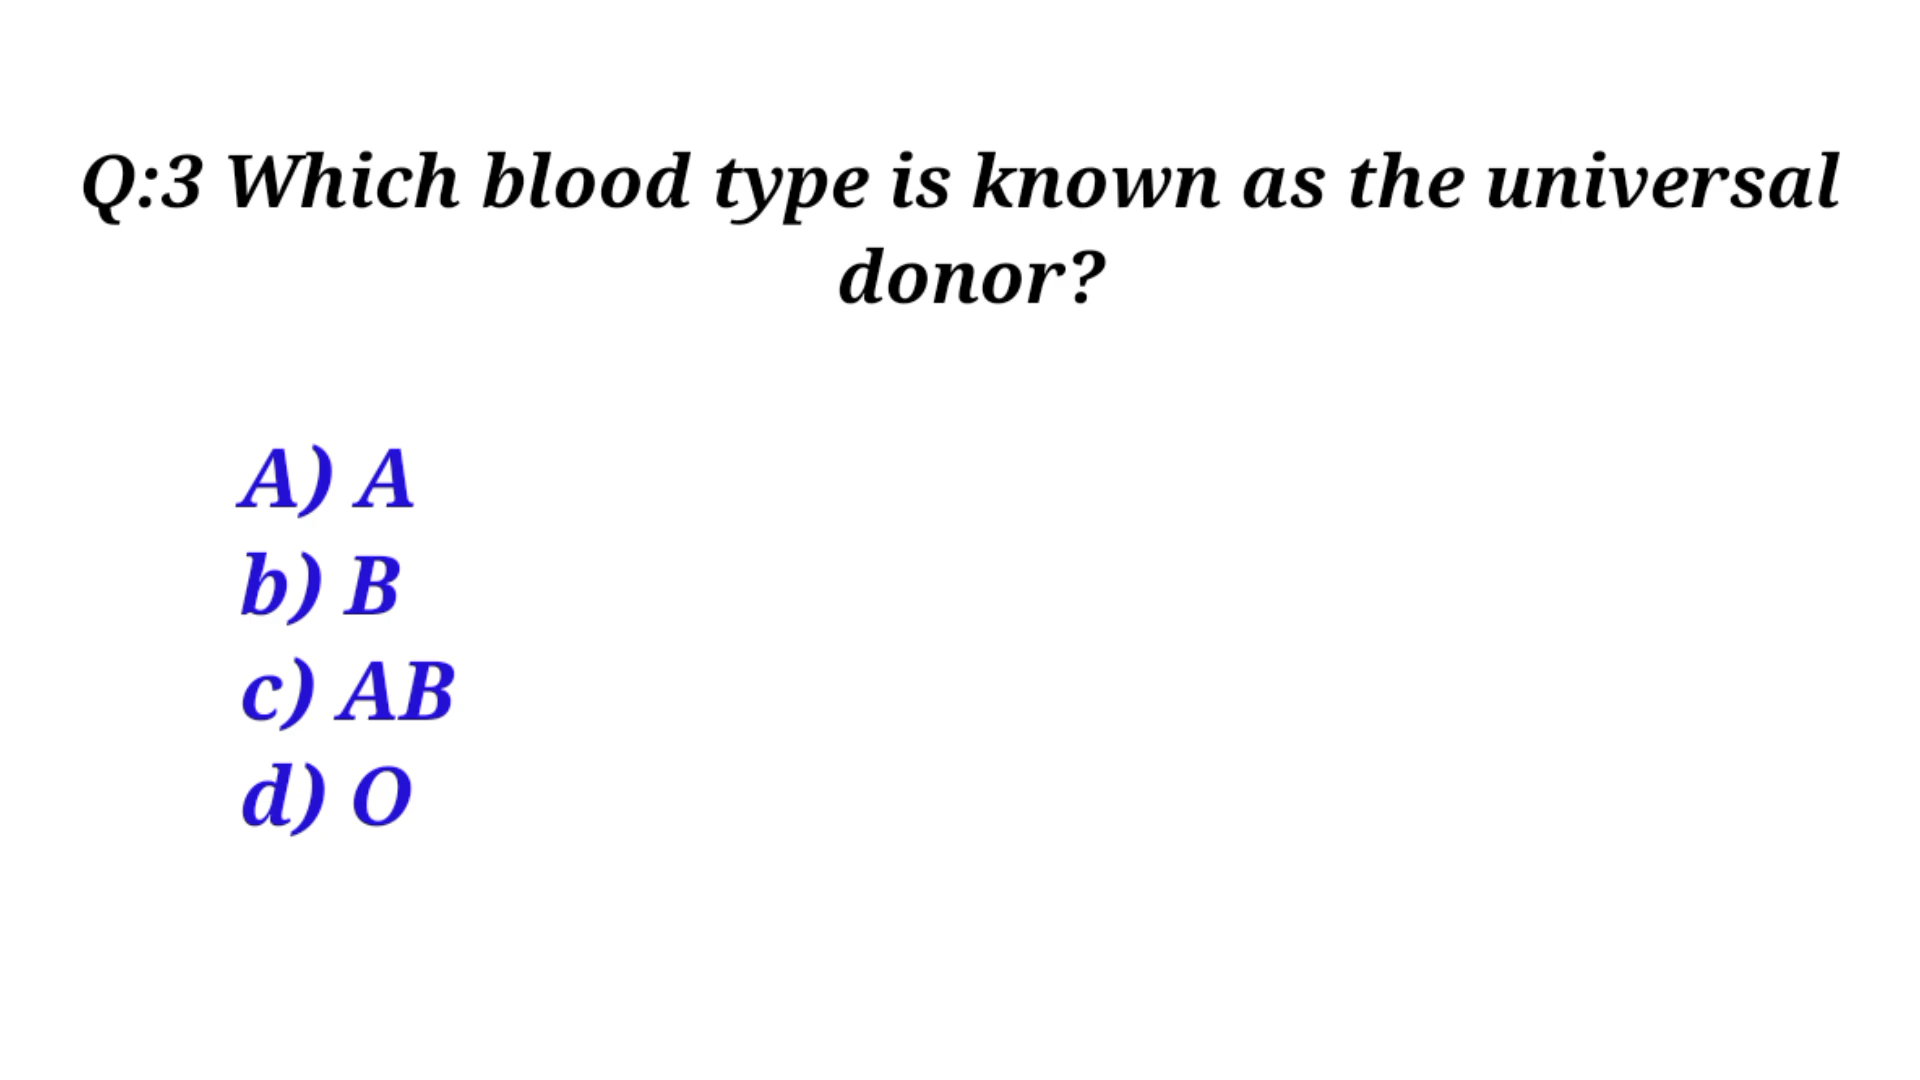 Q:3 Which blood type is known as the universal
donor?
A) A
b) B
c) AB
d) O